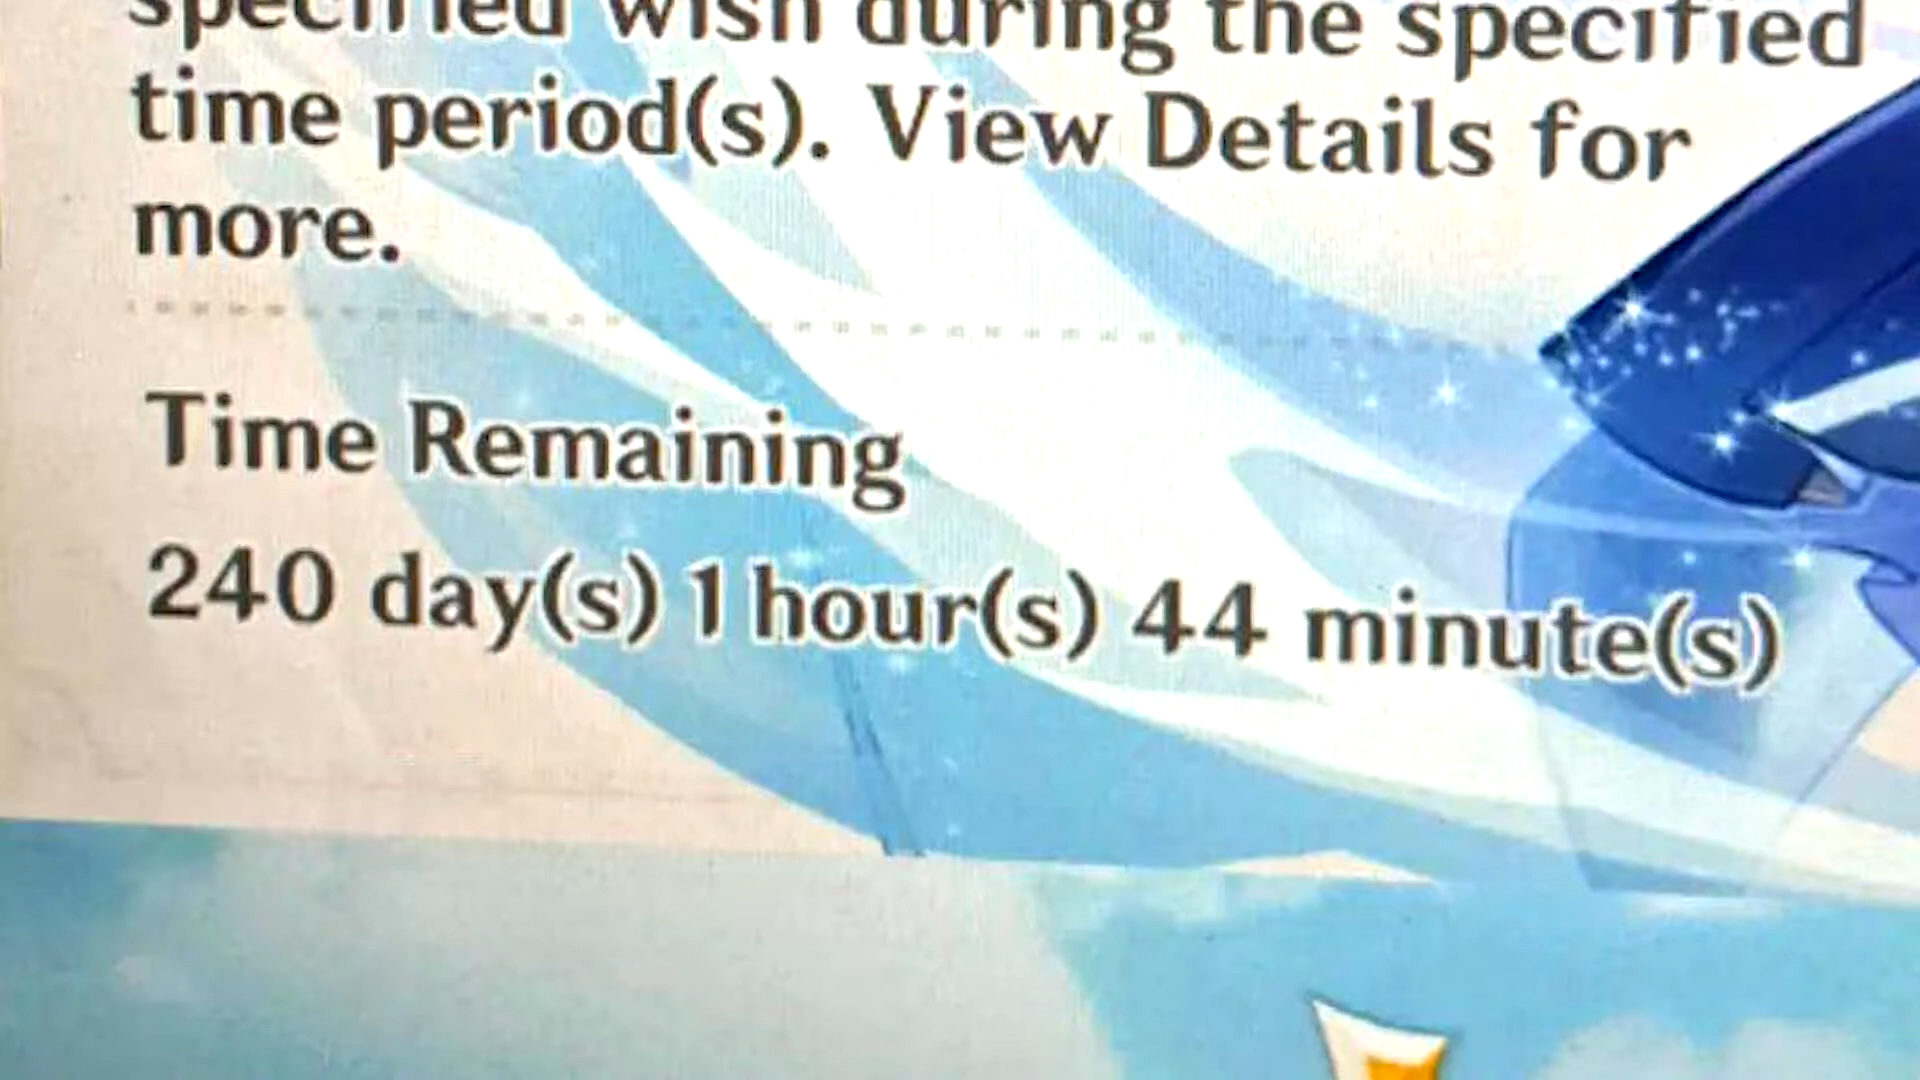 specified wish during the specified
time period(s). View Details for
more.
Time Remaining
240 day(s) 1 hour(s) 44 minute(s)